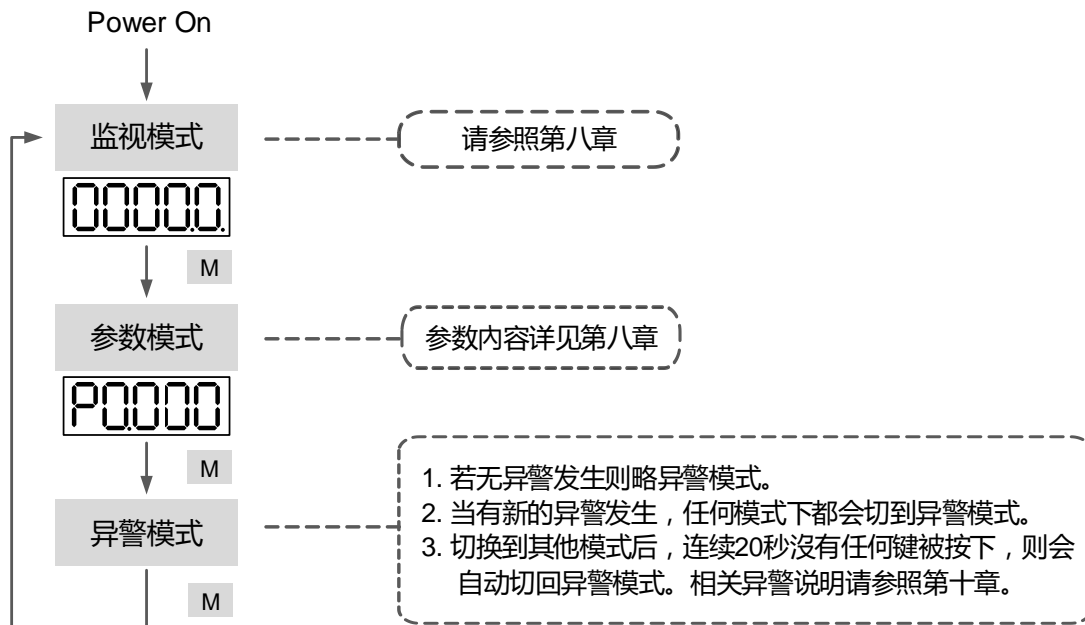 Power On
监视模式
请参照第八章
0000.0.
M
参数模式
参数内容详见第八章
P0.000
M
异警模式
1. 若无异警发生则略异警模式。
2. 当有新的异警发生，任何模式下都会切到异警模式。
3. 切换到其他模式后，连续20秒沒有任何键被按下，则会
自动切回异警模式。相关异警说明请参照第十章。
M